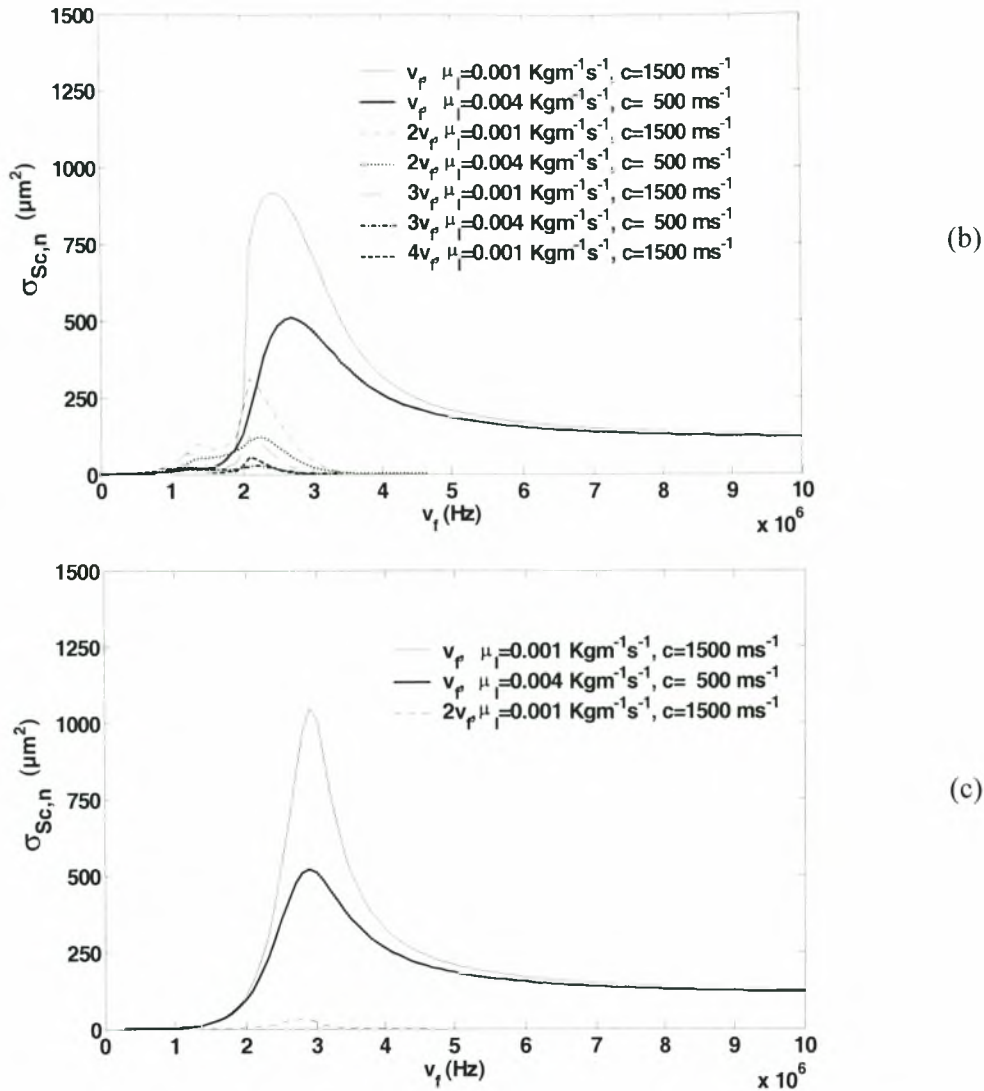 1500
1250
1000
750
500
250
0
σSc,n (μm²)
vf, μl=0.001 Kgm⁻¹s⁻¹, c=1500 ms⁻¹
vf, μl=0.004 Kgm⁻¹s⁻¹, c= 500 ms⁻¹
2vf, μl=0.001 Kgm⁻¹s⁻¹, c=1500 ms⁻¹
2vf, μl=0.004 Kgm⁻¹s⁻¹, c= 500 ms⁻¹
3vf, μl=0.001 Kgm⁻¹s⁻¹, c=1500 ms⁻¹
3vf, μl=0.004 Kgm⁻¹s⁻¹, c= 500 ms⁻¹
4vf, μl=0.001 Kgm⁻¹s⁻¹, c=1500 ms⁻¹
(b)
0 1 2 3 4 5 6 7 8 9 10
vf (Hz)
x 10⁶
1500
1250
1000
750
500
250
0
σSc,n (μm²)
vf, μl=0.001 Kgm⁻¹s⁻¹, c=1500 ms⁻¹
vf, μl=0.004 Kgm⁻¹s⁻¹, c= 500 ms⁻¹
2vf, μl=0.001 Kgm⁻¹s⁻¹, c=1500 ms⁻¹
(c)
0 1 2 3 4 5 6 7 8 9 10
vf (Hz)
x 10⁶